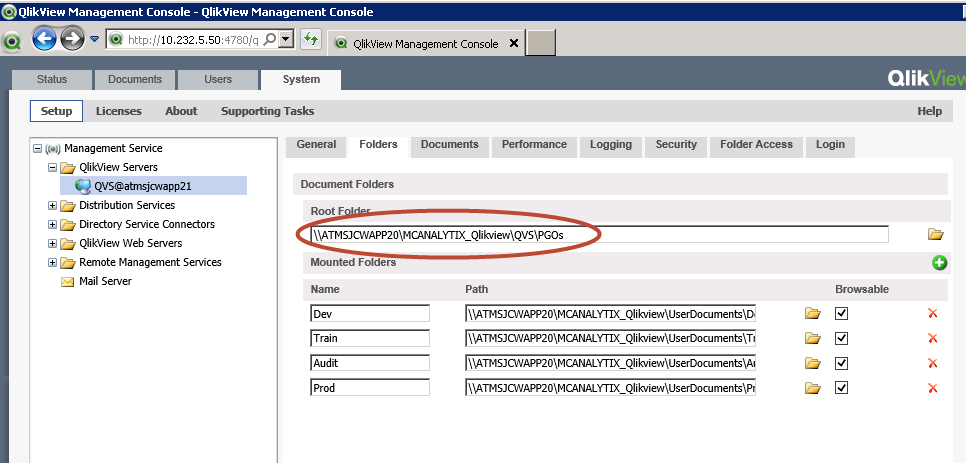 QlikView Management Console - QlikView Management Console
http://10.232.5.50:4780/q
QlikView Management Console
Status Documents Users System
QlikView
Setup Licenses About Supporting Tasks Help
Management Service
QlikView Servers
QVS@atmsjcwapp21
Distribution Services
Directory Service Connectors
QlikView Web Servers
Remote Management Services
Mail Server
General Folders Documents Performance Logging Security Folder Access Login
Document Folders
Root Folder
\\ATMSJCWAPP20\MCANALYTIX_Qlikview\QVS\PGOs
Mounted Folders
Name Path Browsable
Dev \\ATMSJCWAPP20\MCANALYTIX_Qlikview\UserDocuments\De
Train \\ATMSJCWAPP20\MCANALYTIX_Qlikview\UserDocuments\Tr
Audit \\ATMSJCWAPP20\MCANALYTIX_Qlikview\UserDocuments\Au
Prod \\ATMSJCWAPP20\MCANALYTIX_Qlikview\UserDocuments\Pr